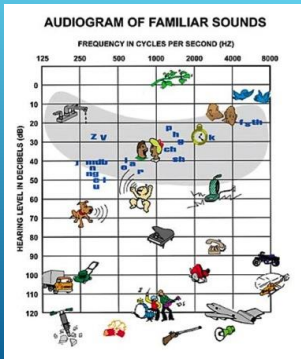 AUDIOGRAM OF FAMILIAR SOUNDS
FREQUENCY IN CYCLES PER SECOND (HZ)
125 250 500 1000 2000 4000 8000
HEARING LEVEL IN DECIBELS (dB)
0
10
20
30
40
50
60
70
80
90
100
110
120
z v
p
h
g
k
f s th
ch
sh
j m d b
n
ng
e l
u
i a
o r